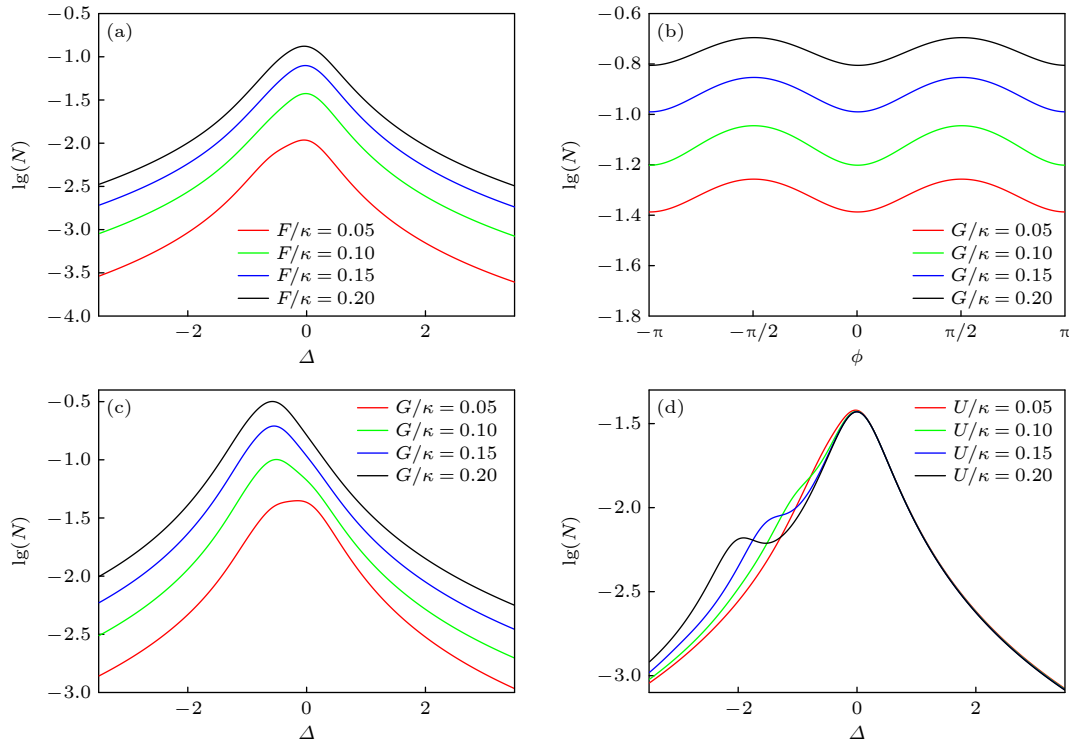 (a)
−0.5
−1.0
−1.5
−2.0
−2.5
−3.0
−3.5
−4.0
lg(N)
F/κ = 0.05
F/κ = 0.10
F/κ = 0.15
F/κ = 0.20
−2
0
2
Δ
(b)
−0.6
−0.8
−1.0
−1.2
−1.4
−1.6
−1.8
lg(N)
G/κ = 0.05
G/κ = 0.10
G/κ = 0.15
G/κ = 0.20
−π
−π/2
0
π/2
π
ϕ
(c)
−0.5
−1.0
−1.5
−2.0
−2.5
−3.0
lg(N)
G/κ = 0.05
G/κ = 0.10
G/κ = 0.15
G/κ = 0.20
−2
0
2
Δ
(d)
−1.5
−2.0
−2.5
−3.0
lg(N)
U/κ = 0.05
U/κ = 0.10
U/κ = 0.15
U/κ = 0.20
−2
0
2
Δ